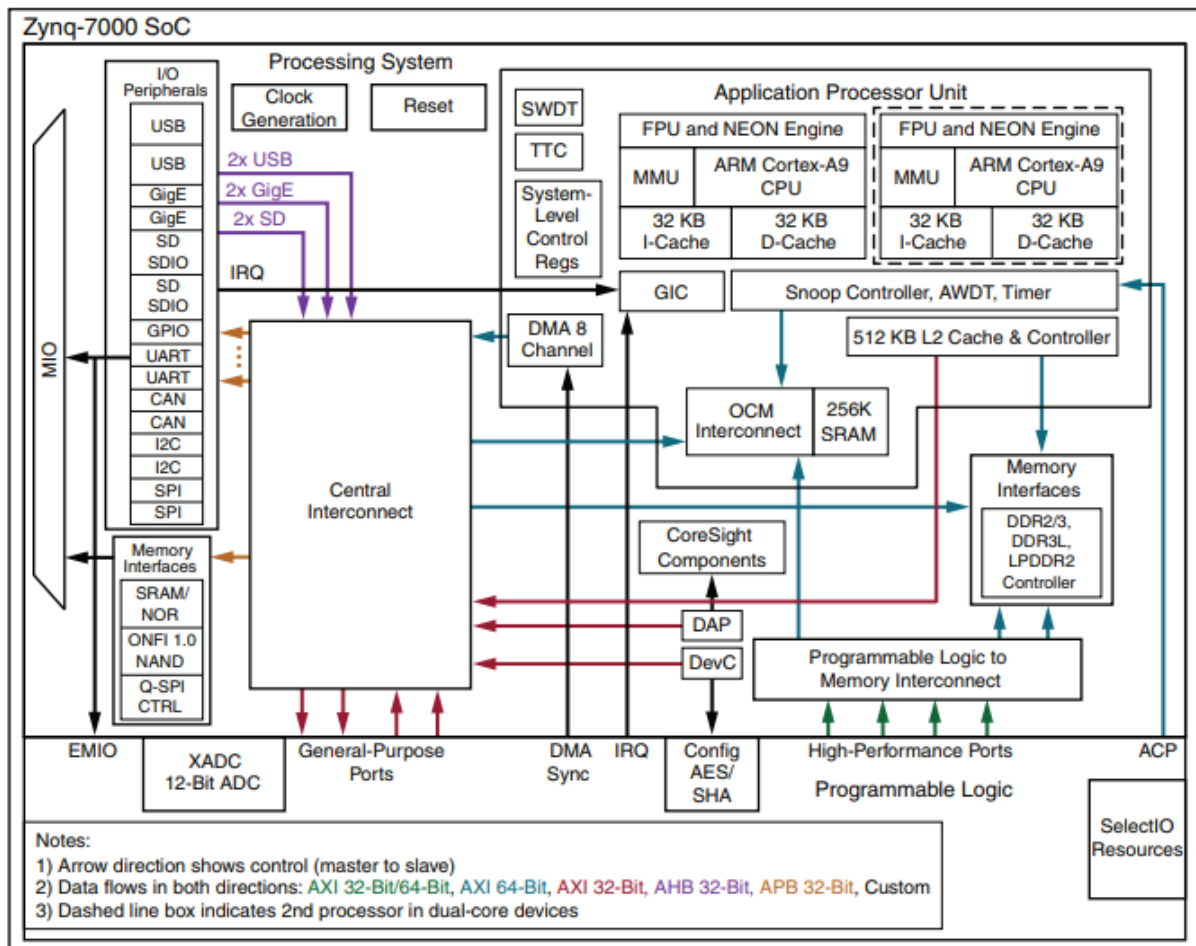 Zynq-7000 SoC
Processing System
I/O
Peripherals
USB
USB
GigE
GigE
SD
SDIO
SD
SDIO
GPIO
UART
UART
CAN
CAN
I2C
I2C
SPI
SPI
MIO
Memory
Interfaces
SRAM/
NOR
ONFI 1.0
NAND
Q-SPI
CTRL
Clock
Generation
Reset
2x USB
2x GigE
2x SD
IRQ
Central
Interconnect
SWDT
TTC
System-
Level
Control
Regs
Application Processor Unit
FPU and NEON Engine
MMU
ARM Cortex-A9
CPU
32 KB
I-Cache
32 KB
D-Cache
FPU and NEON Engine
MMU
ARM Cortex-A9
CPU
32 KB
I-Cache
32 KB
D-Cache
GIC
Snoop Controller, AWDT, Timer
DMA 8
Channel
512 KB L2 Cache & Controller
OCM
Interconnect
256K
SRAM
Memory
Interfaces
DDR2/3,
DDR3L,
LPDDR2
Controller
CoreSight
Components
DAP
DevC
Programmable Logic to
Memory Interconnect
EMIO
XADC
12-Bit ADC
General-Purpose
Ports
DMA
Sync
IRQ
Config
AES/
SHA
High-Performance Ports
ACP
Programmable Logic
SelectIO
Resources
Notes:
1) Arrow direction shows control (master to slave)
2) Data flows in both directions: AXI 32-Bit/64-Bit, AXI 64-Bit, AXI 32-Bit, AHB 32-Bit, APB 32-Bit, Custom
3) Dashed line box indicates 2nd processor in dual-core devices